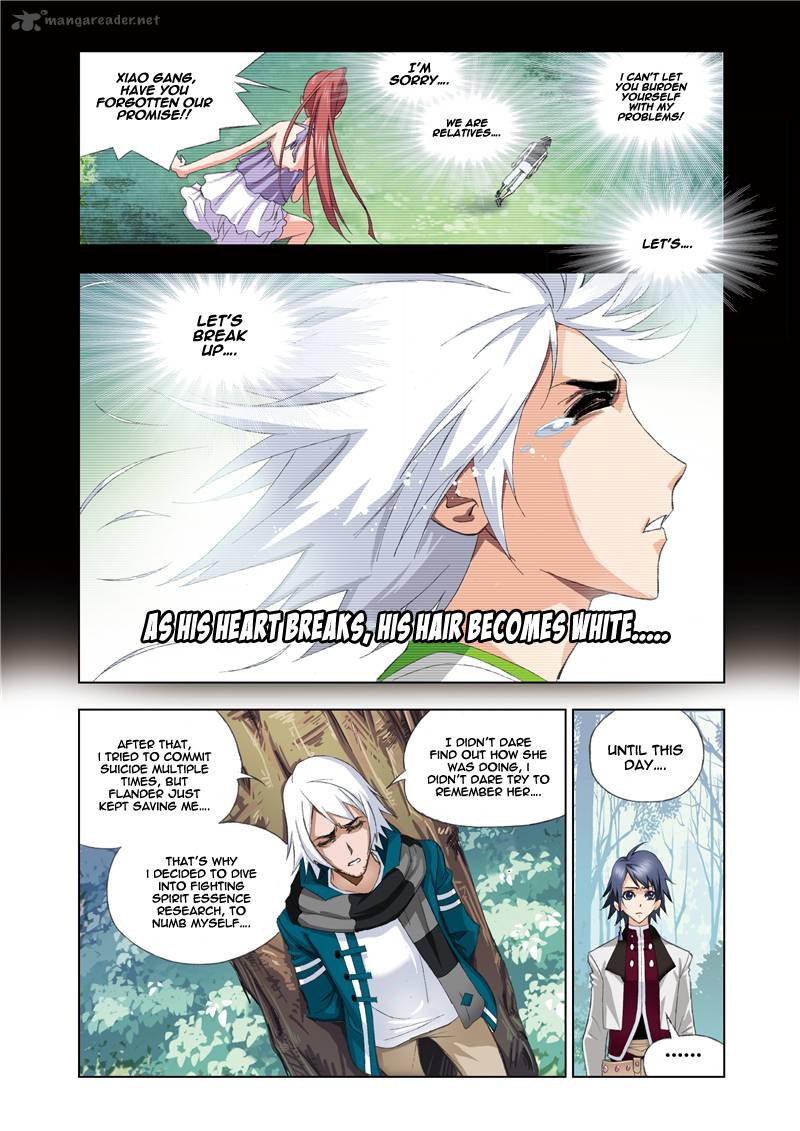 mangareader.net
XIAO GANG,
HAVE YOU
FORGOTTEN OUR
PROMISE!!
I'M
SORRY....
WE ARE
RELATIVES....
I CAN'T LET
YOU BURDEN
YOURSELF
WITH MY
PROBLEMS!
LET'S....
LET'S
BREAK
UP....
AS HIS HEART BREAKS, HIS HAIR BECOMES WHITE.....
AFTER THAT,
I TRIED TO COMMIT
SUICIDE MULTIPLE
TIMES, BUT
FLANDER JUST
KEPT SAVING ME....
THAT'S WHY
I DECIDED TO DIVE
INTO FIGHTING
SPIRIT ESSENCE
RESEARCH, TO
NUMB MYSELF....
I DIDN'T DARE
FIND OUT HOW SHE
WAS DOING, I
DIDN'T DARE TRY TO
REMEMBER HER....
UNTIL THIS
DAY....
......